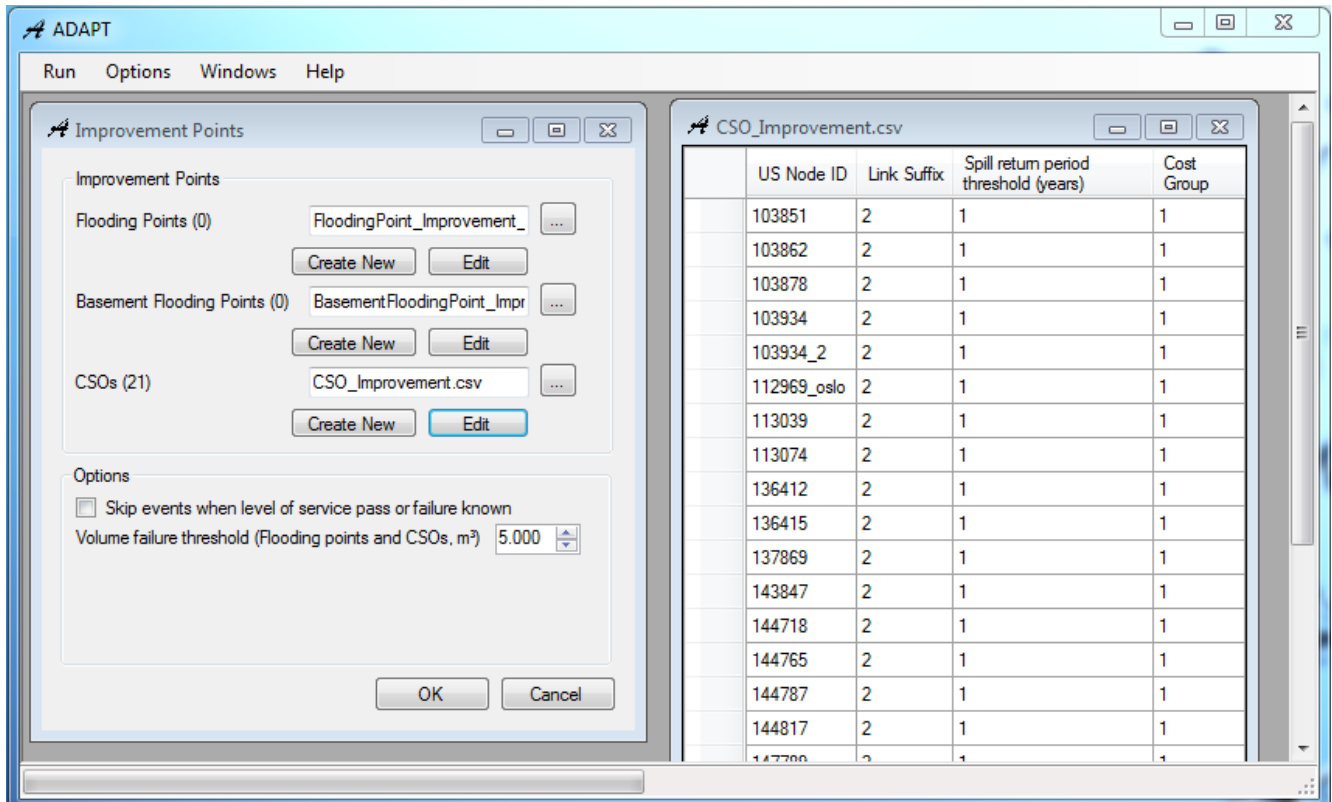 ADAPT
Run Options Windows Help
Improvement Points
Improvement Points
Flooding Points (0) FloodingPoint_Improvement_ ...
Create New Edit
Basement Flooding Points (0) BasementFloodingPoint_Impr ...
Create New Edit
CSOs (21) CSO_Improvement.csv ...
Create New Edit
Options
Skip events when level of service pass or failure known
Volume failure threshold (Flooding points and CSOs, m³) 5.000
OK Cancel
CSO_Improvement.csv
US Node ID Link Suffix Spill return period threshold (years) Cost Group
103851 2 1 1
103862 2 1 1
103878 2 1 1
103934 2 1 1
103934_2 2 1 1
112969_oslo 2 1 1
113039 2 1 1
113074 2 1 1
136412 2 1 1
136415 2 1 1
137869 2 1 1
143847 2 1 1
144718 2 1 1
144765 2 1 1
144787 2 1 1
144817 2 1 1